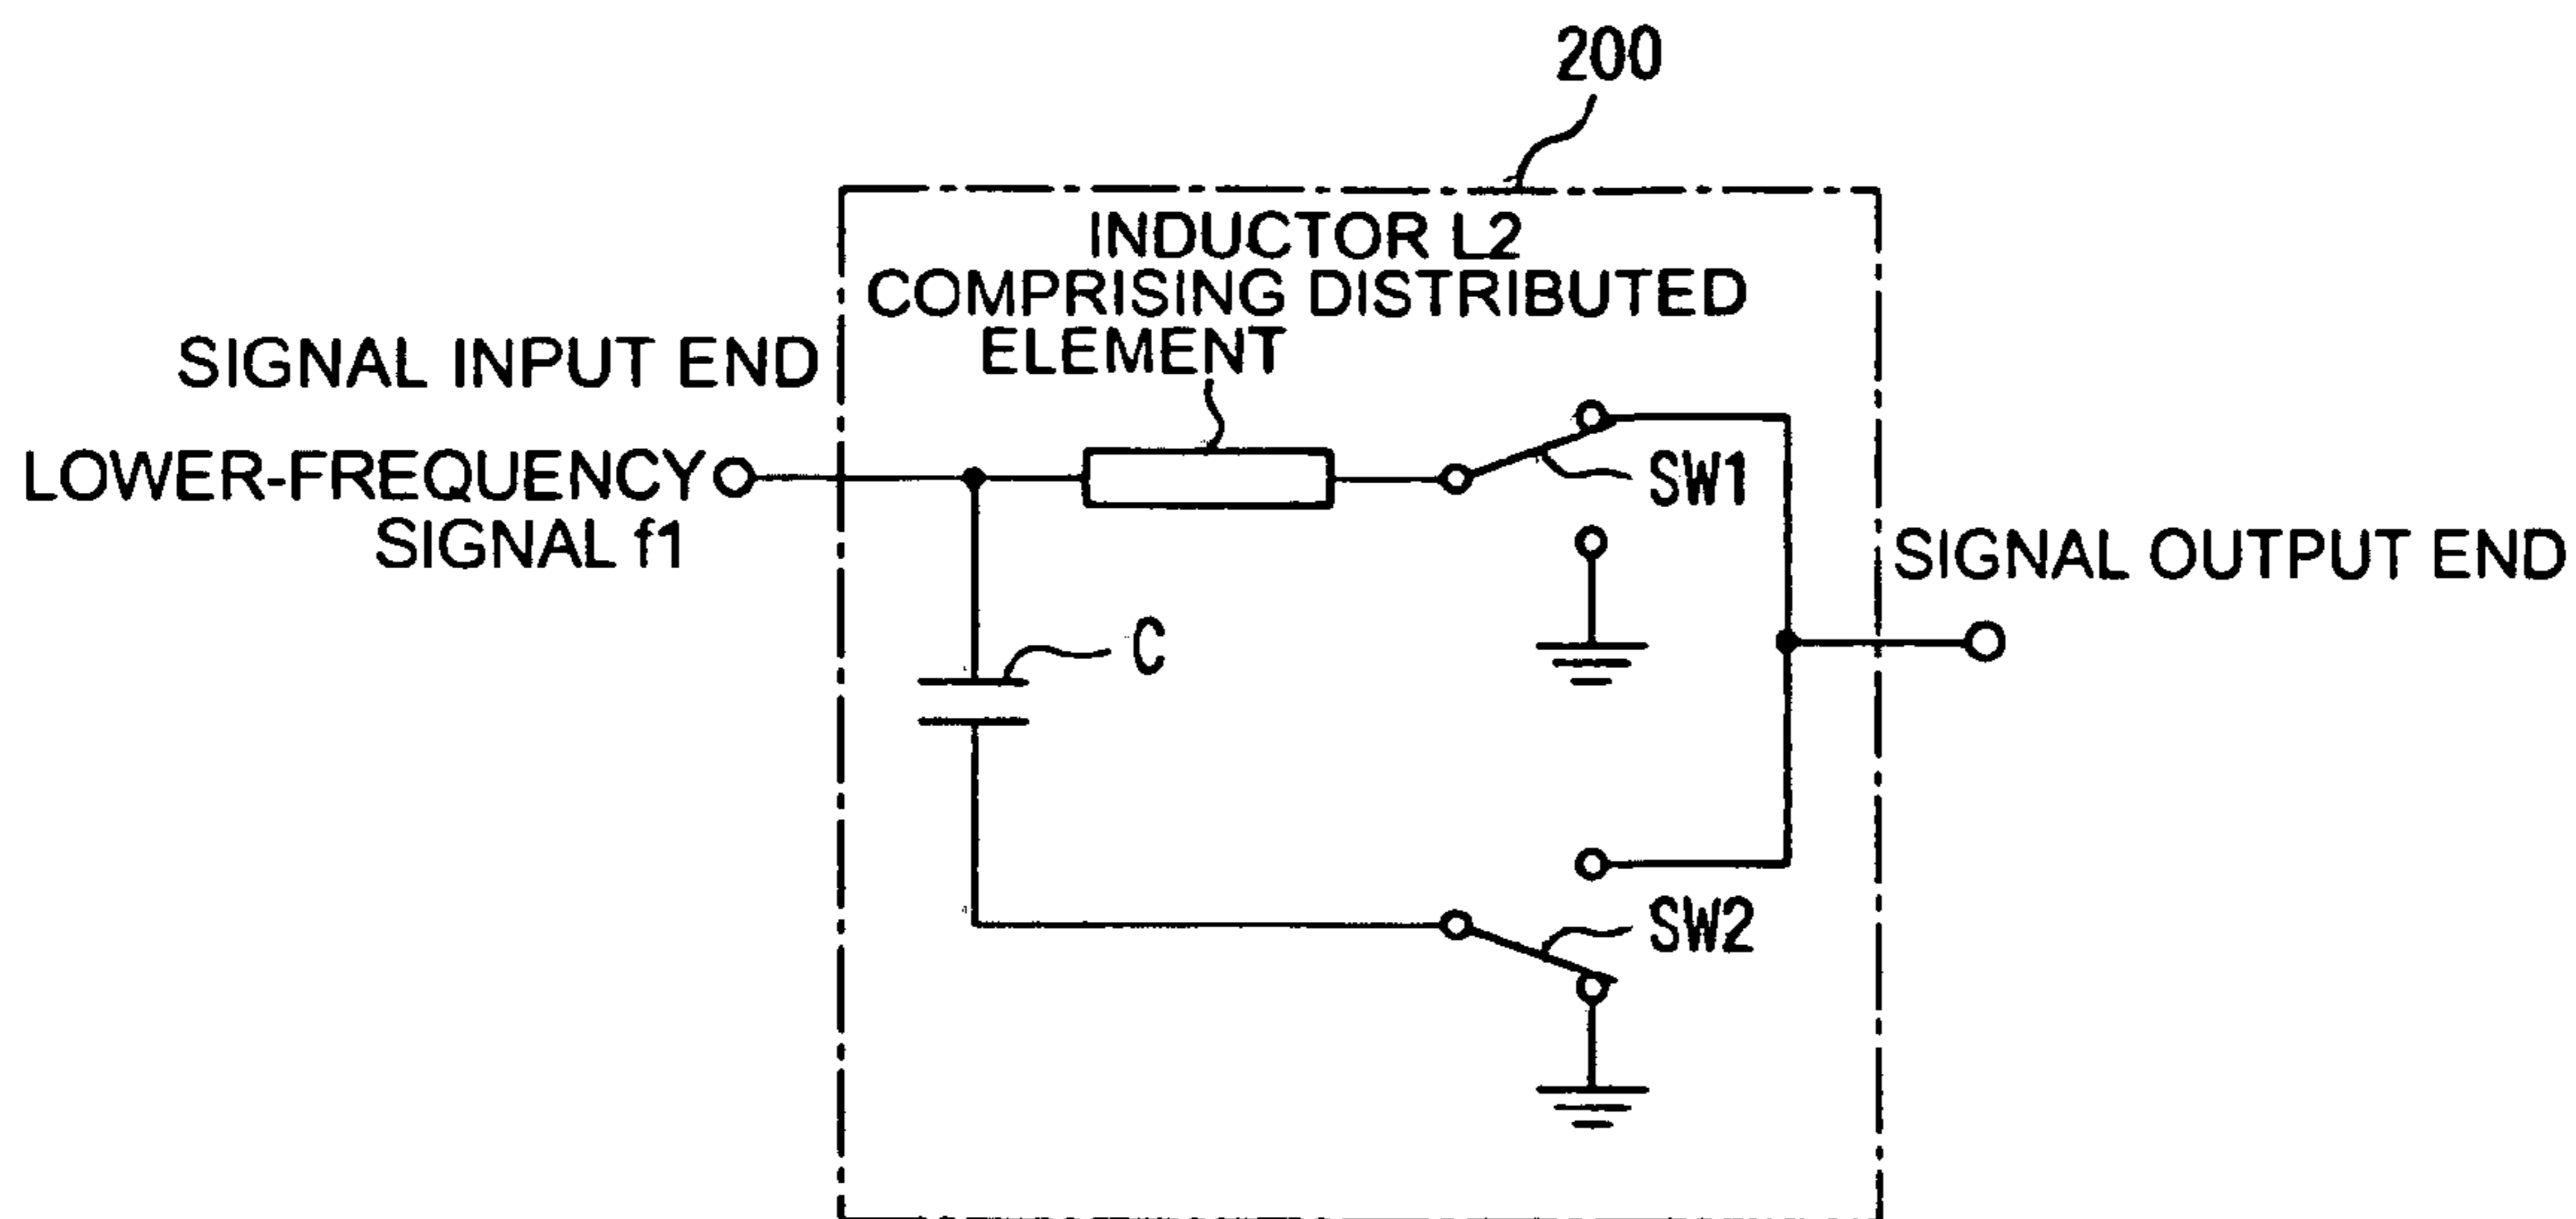 200
INDUCTOR L2
COMPRISING DISTRIBUTED
ELEMENT
SIGNAL INPUT END
LOWER-FREQUENCY
SIGNAL f1
SW1
SIGNAL OUTPUT END
C
SW2